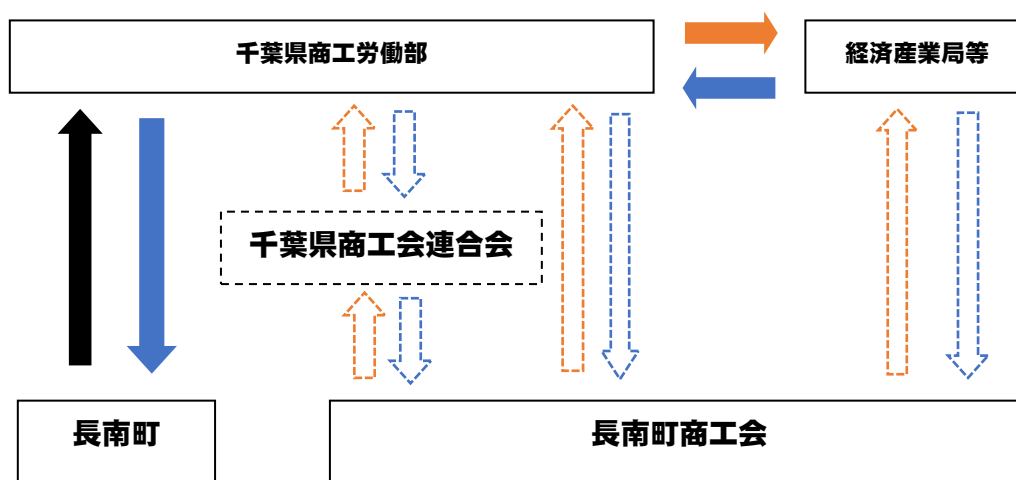 千葉県商工労働部
経済産業局等
千葉県商工会連合会
長南町
長南町商工会